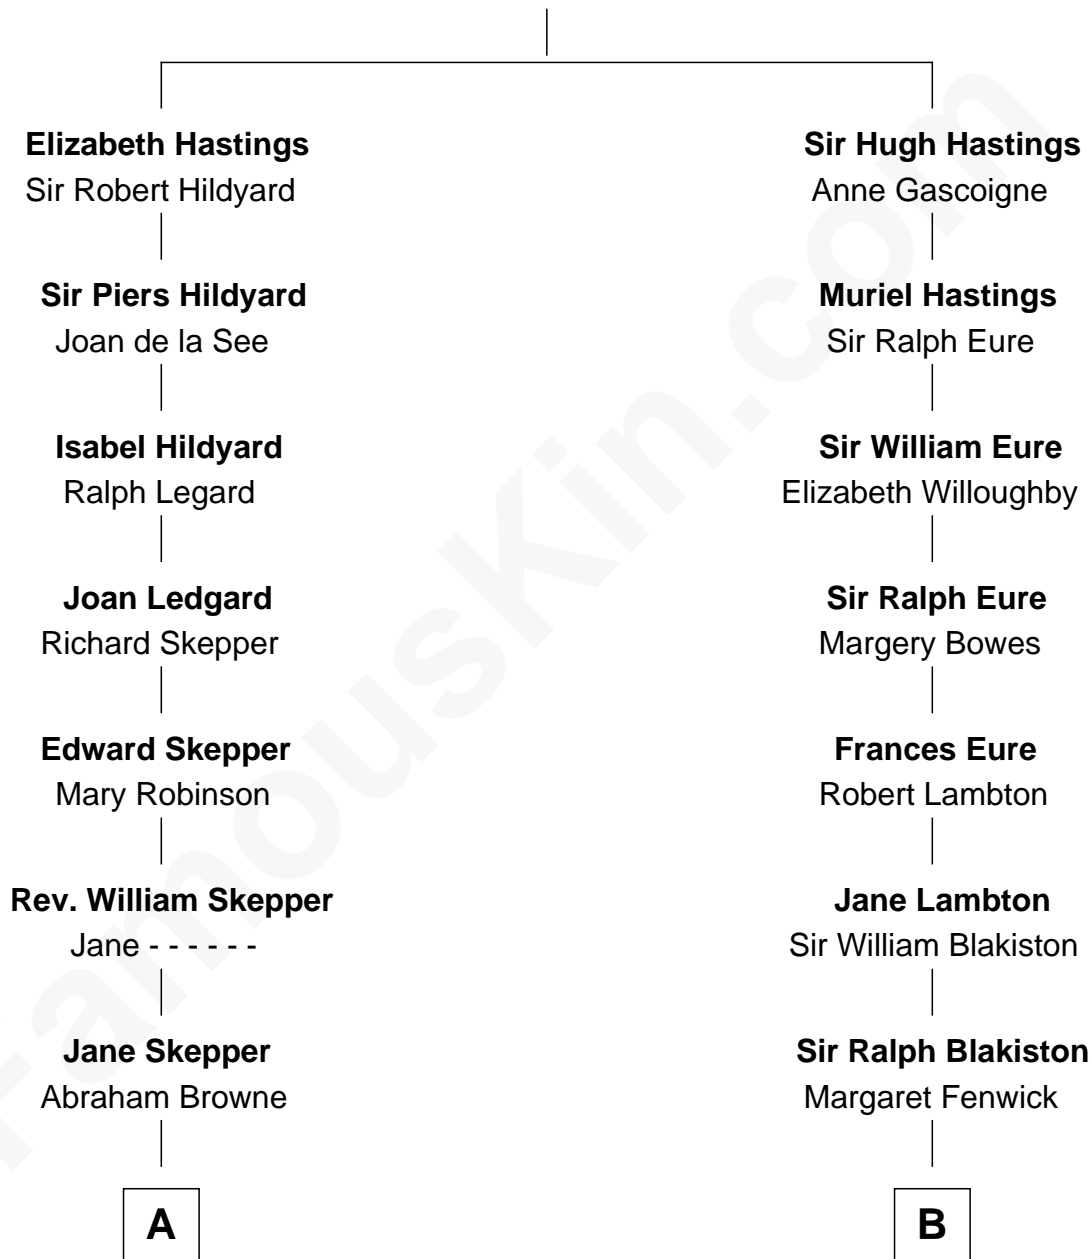 Elizabeth Hastings
Sir Robert Hildyard
Sir Piers Hildyard
Joan de la See
Isabel Hildyard
Ralph Legard
Joan Ledgard
Richard Skepper
Edward Skepper
Mary Robinson
Rev. William Skepper
Jane - - - - - -
Jane Skepper
Abraham Browne
A
Sir Hugh Hastings
Anne Gascoigne
Muriel Hastings
Sir Ralph Eure
Sir William Eure
Elizabeth Willoughby
Sir Ralph Eure
Margery Bowes
Frances Eure
Robert Lambton
Jane Lambton
Sir William Blakiston
Sir Ralph Blakiston
Margaret Fenwick
B
FamousKin.com